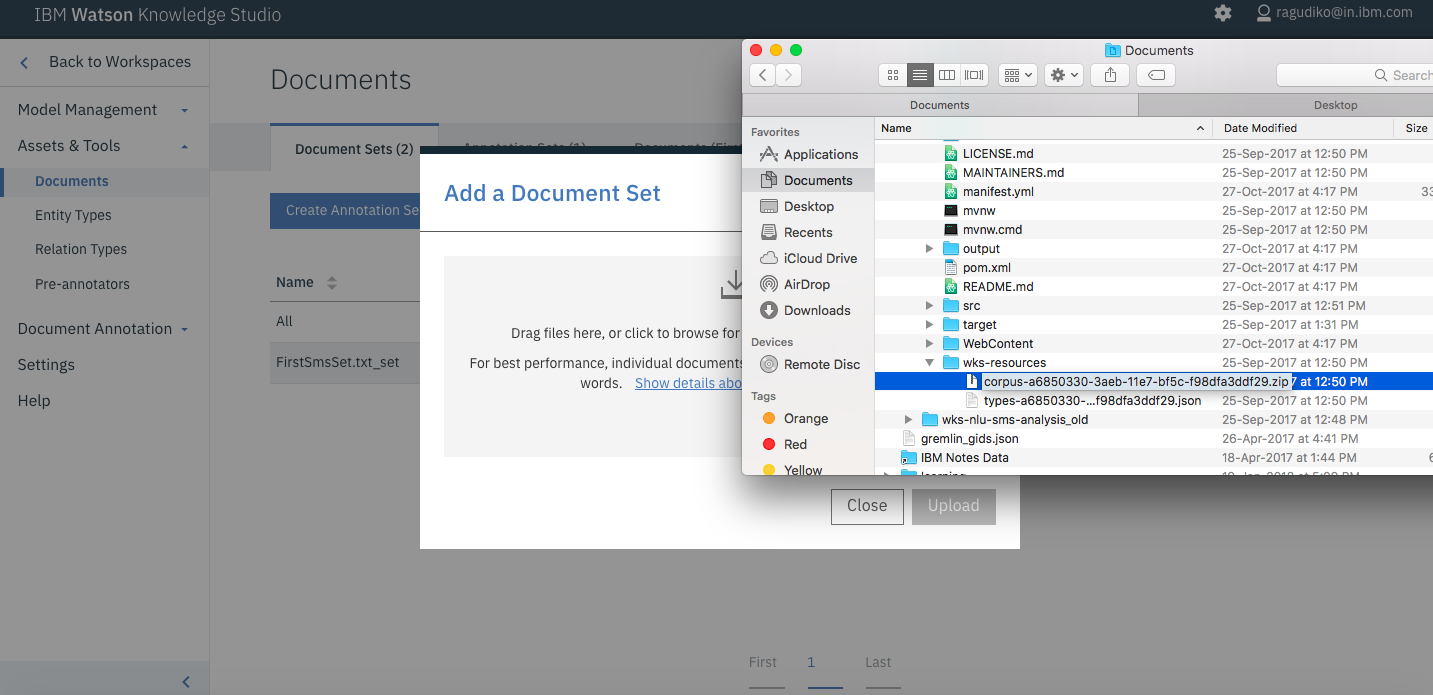 IBM Watson Knowledge Studio
ragudiko@in.ibm.com
Back to Workspaces
Model Management
Assets & Tools
Documents
Entity Types
Relation Types
Pre-annotators
Document Annotation
Settings
Help
Documents
Document Sets (2)
Create Annotation Se
Name
All
FirstSmsSet.txt_set
Add a Document Set
Drag files here, or click to browse for
For best performance, individual documents
words. Show details abo
Close
Upload
First
1
Last
Documents
Search
Documents
Desktop
Favorites
Applications
Documents
Desktop
Recents
iCloud Drive
AirDrop
Downloads
Devices
Remote Disc
Tags
Orange
Red
Yellow
Name Date Modified Size
LICENSE.md 25-Sep-2017 at 12:50 PM
MAINTAINERS.md 25-Sep-2017 at 12:50 PM
manifest.yml 27-Oct-2017 at 4:17 PM 33
mvnw 25-Sep-2017 at 12:50 PM
mvnw.cmd 25-Sep-2017 at 12:50 PM
output 27-Oct-2017 at 4:17 PM
pom.xml 27-Oct-2017 at 4:17 PM
README.md 27-Oct-2017 at 4:17 PM
src 25-Sep-2017 at 12:51 PM
target 25-Sep-2017 at 1:31 PM
WebContent 27-Oct-2017 at 4:17 PM
wks-resources 25-Sep-2017 at 12:50 PM
corpus-a6850330-3aeb-11e7-bf5c-f98dfa3ddf29.zip 7 at 12:50 PM
types-a6850330-...f98dfa3ddf29.json 25-Sep-2017 at 12:50 PM
wks-nlu-sms-analysis_old 25-Sep-2017 at 12:48 PM
gremlin_gids.json 26-Apr-2017 at 4:41 PM
IBM Notes Data 18-Apr-2017 at 1:44 PM 6